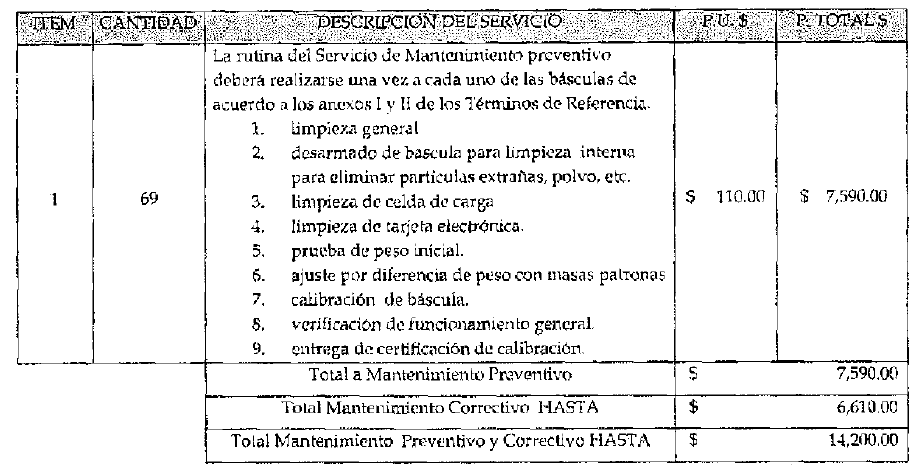 ITEM CANTIDAD DESCRIPCION DEL SERVICIO P.U. $ P. TOTAL $
La rutina del Servicio de Mantenimiento preventivo
deberá realizarse una vez a cada uno de las básculas de
acuerdo a los anexos I y II de los Términos de Referencia.
1. limpieza general
2. desarmado de bascula para limpieza interna
para eliminar partículas extrañas, polvo, etc.
1 69 3. limpieza de celda de carga $ 110.00 $ 7,590.00
4. limpieza de tarjeta electrónica.
5. prueba de peso inicial.
6. ajuste por diferencia de peso con masas patronas
7. calibración de báscula.
8. verificación de funcionamiento general.
9. entrega de certificación de calibración.
Total a Mantenimiento Preventivo $ 7,590.00
Total Mantenimiento Correctivo HASTA $ 6,610.00
Total Mantenimiento Preventivo y Correctivo HASTA $ 14,200.00